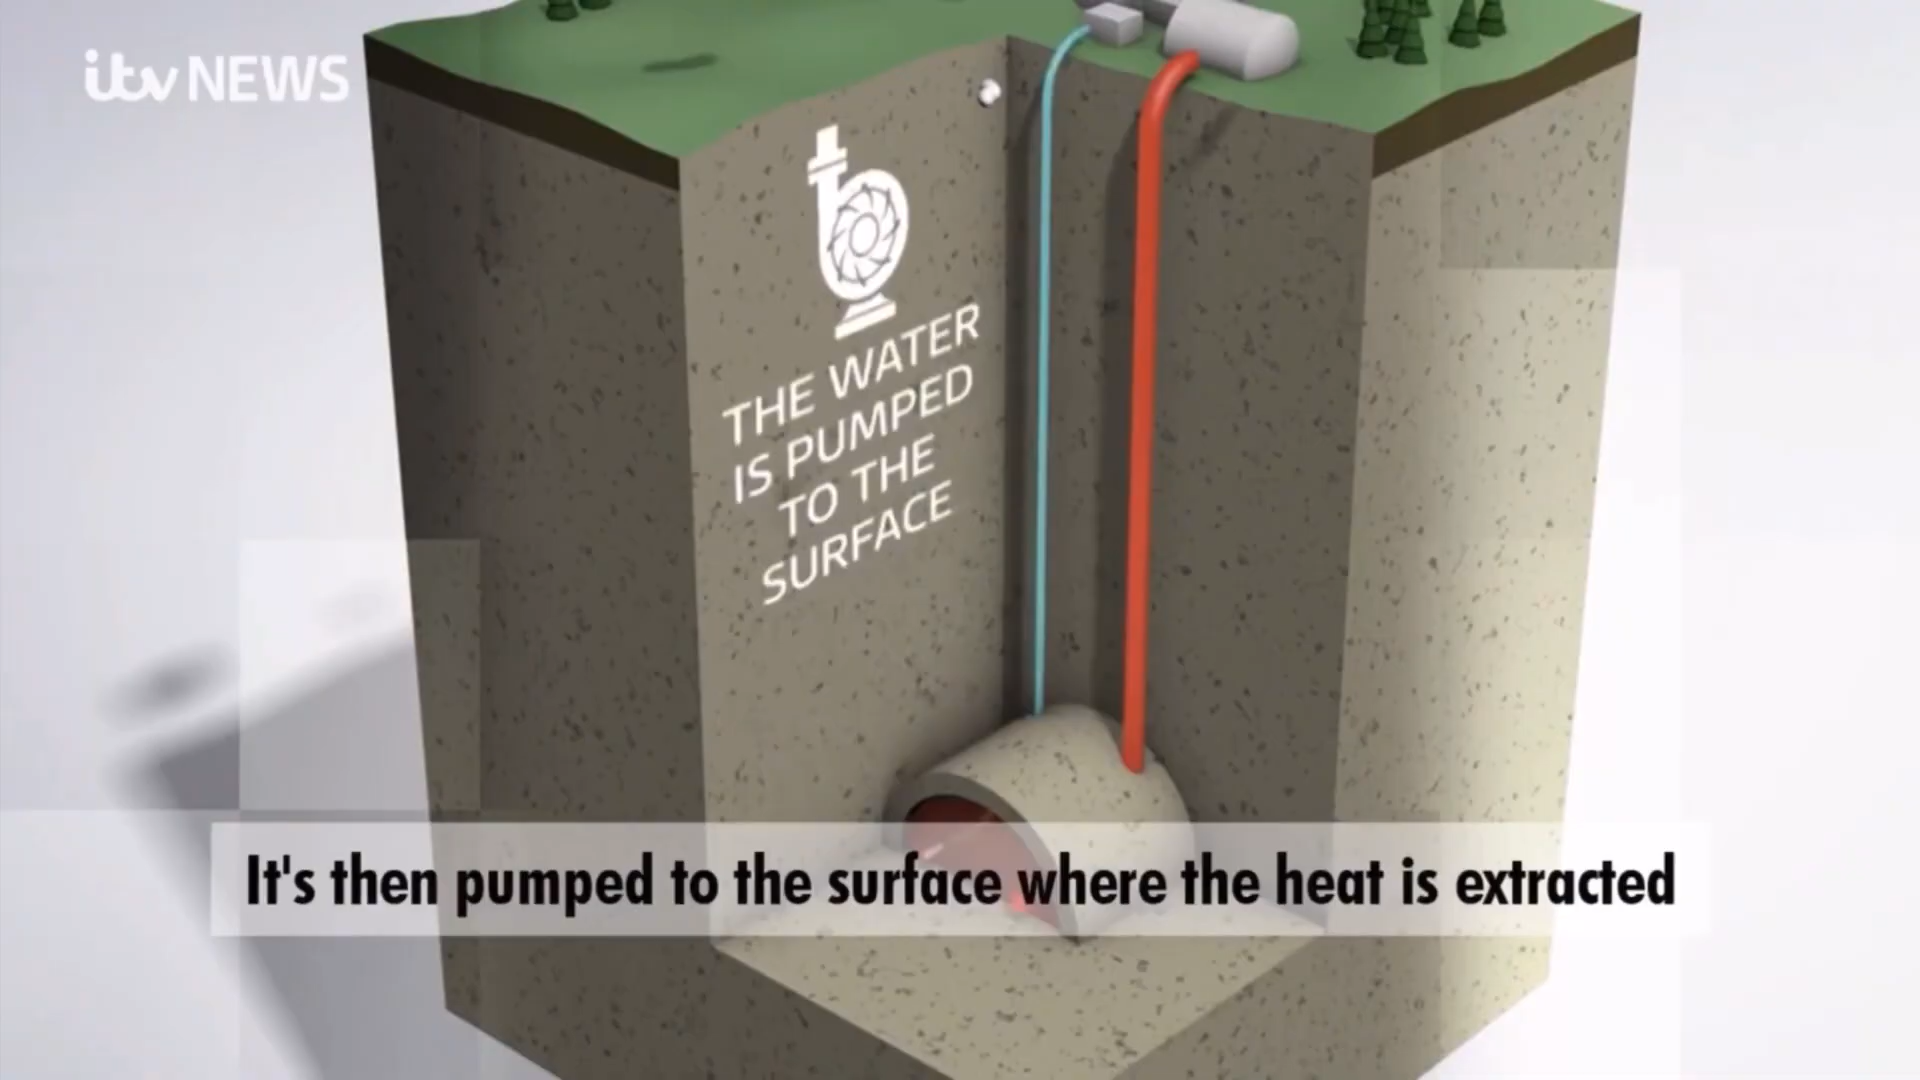 itv NEWS
THE WATER
IS PUMPED
TO THE
SURFACE
It's then pumped to the surface where the heat is extracted